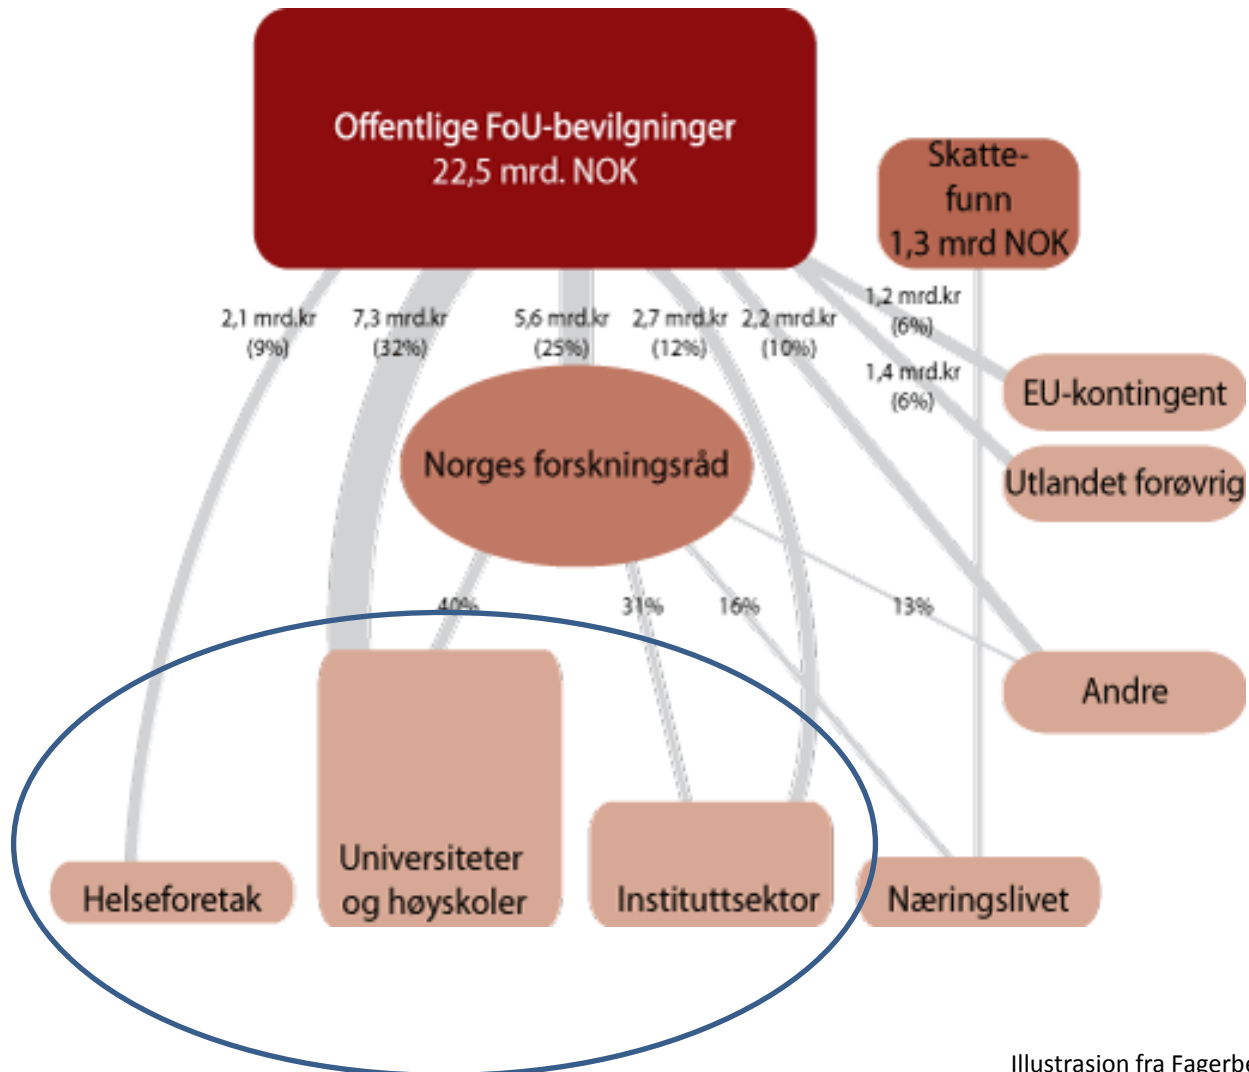 Offentlige FoU-bevilgninger
22,5 mrd. NOK
Skatte-
funn
1,3 mrd NOK
2,1 mrd.kr
(9%)
7,3 mrd.kr
(32%)
5,6 mrd.kr
(25%)
2,7 mrd.kr
(12%)
2,2 mrd.kr
(10%)
1,2 mrd.kr
(6%)
1,4 mrd.kr
(6%)
EU-kontingent
Utlandet forøvrig
Norges forskningsråd
40%
31%
16%
13%
Andre
Helseforetak
Universiteter
og høyskoler
Instituttsektor
Næringslivet
Illustrasjon fra